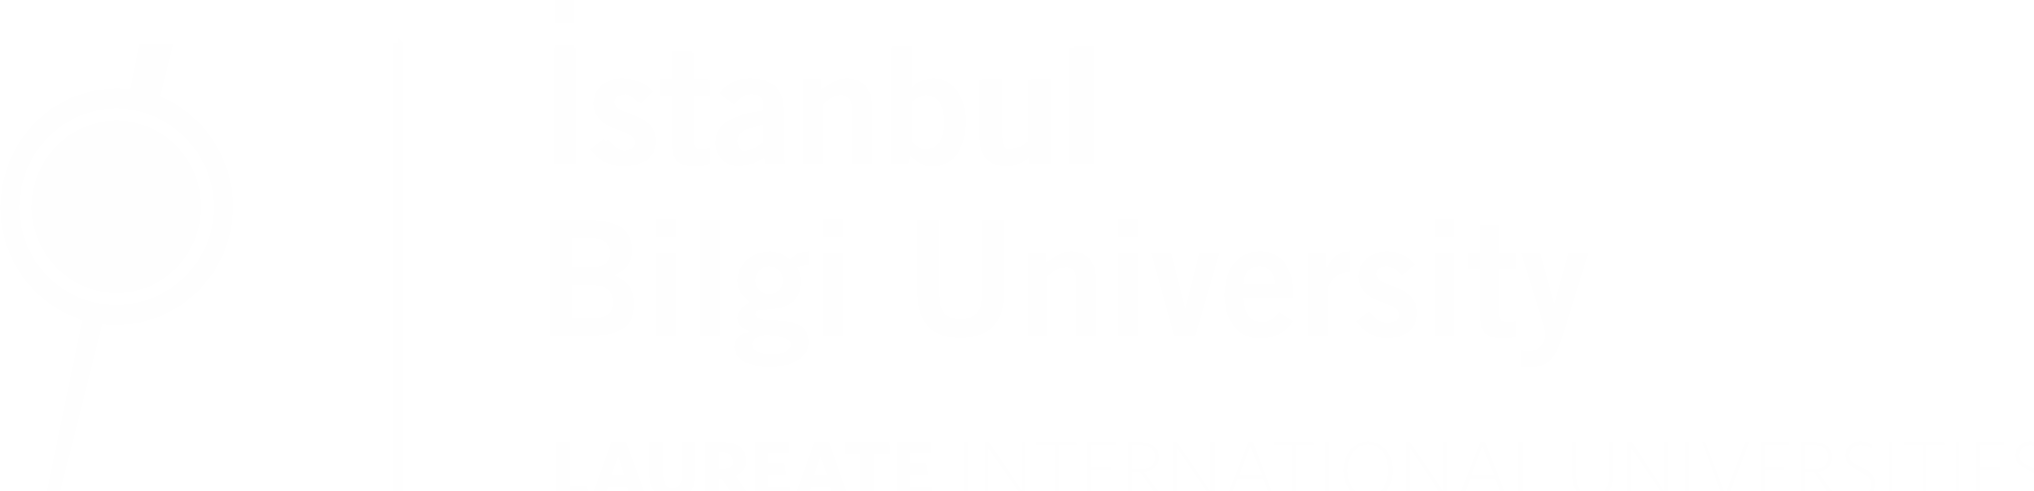 İstanbul
Bilgi University
LAUREATE INTERNATIONAL UNIVERSITIES